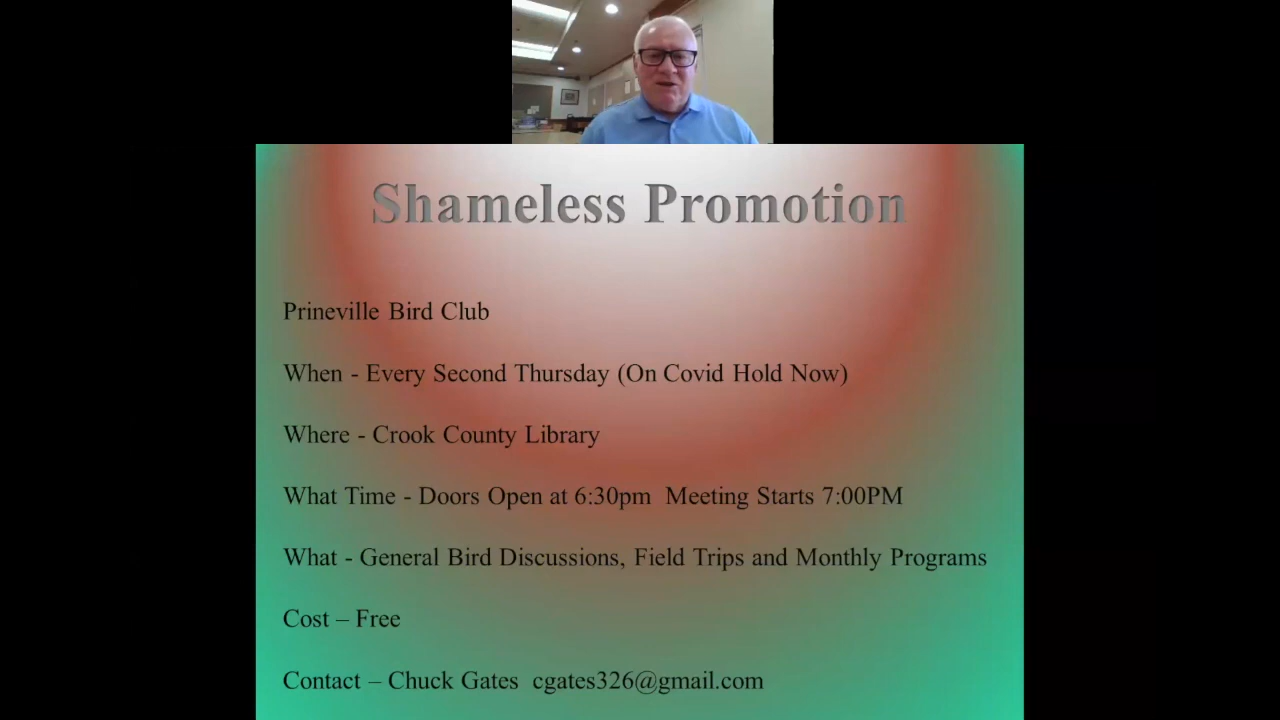 Shameless Promotion
Prineville Bird Club
When - Every Second Thursday (On Covid Hold Now)
Where - Crook County Library
What Time - Doors Open at 6:30pm  Meeting Starts 7:00PM
What - General Bird Discussions, Field Trips and Monthly Programs
Cost – Free
Contact – Chuck Gates  cgates326@gmail.com